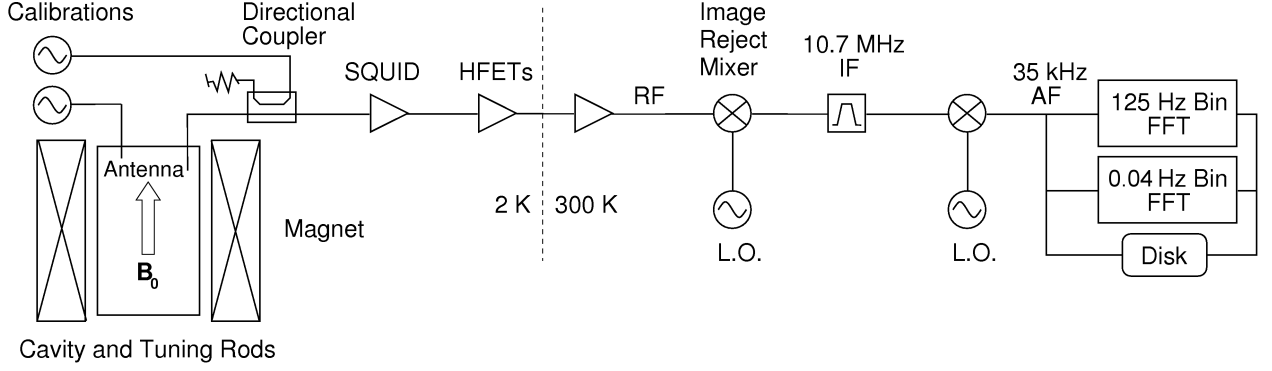 Calibrations
Directional
Coupler
SQUID
HFETs
RF
Image
Reject
Mixer
10.7 MHz
IF
35 kHz
AF
125 Hz Bin
FFT
0.04 Hz Bin
FFT
Disk
Antenna
B0
Magnet
2 K
300 K
L.O.
L.O.
Cavity and Tuning Rods